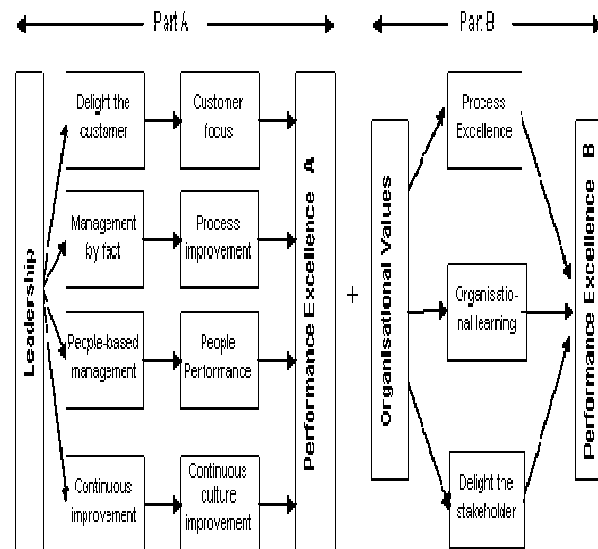 Part A
Part B
Leadership
Delight the
customer
Customer
focus
Management
by fact
Process
improvement
People-based
management
People
Performance
Continuous
improvement
Continuous
culture
improvement
Performance Excellence A
+
Organisational Values
Process
Excellence
Organisatio-
nal learning
Delight the
stakeholder
Performance Excellence B